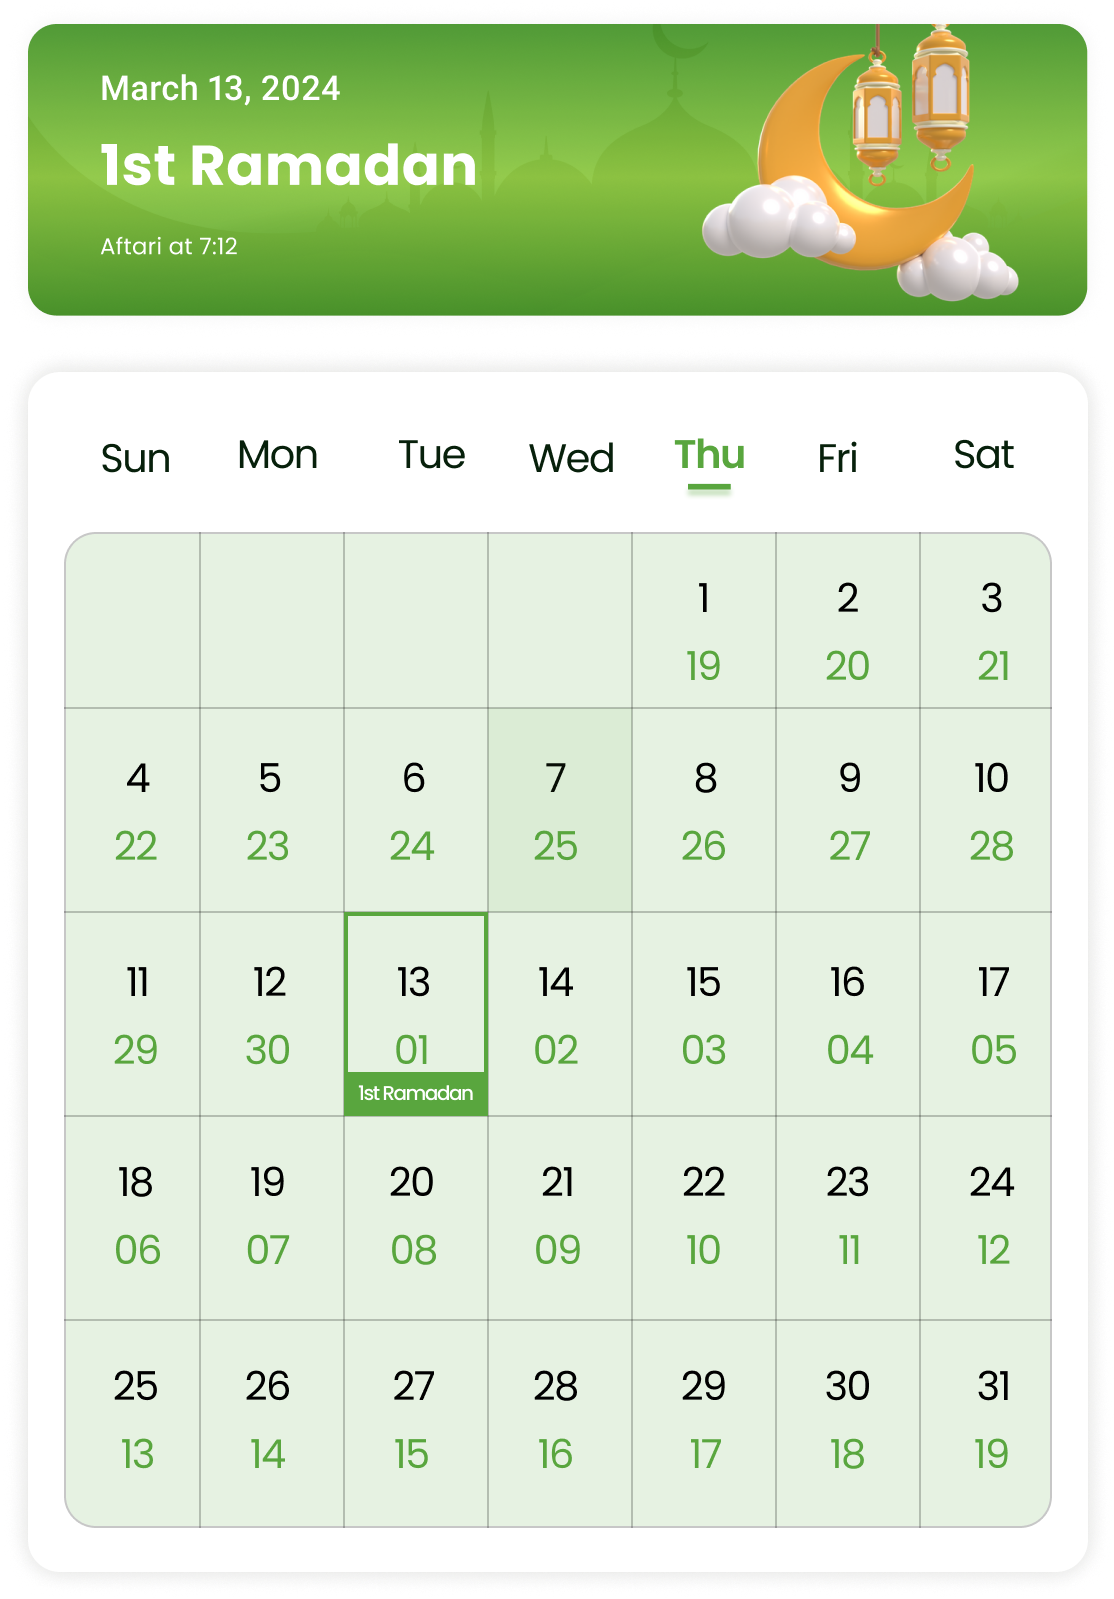 March 13, 2024
1st Ramadan
Aftari at 7:12
Sun Mon Tue Wed Thu Fri Sat
1 2 3
19 20 21
4 5 6 7 8 9 10
22 23 24 25 26 27 28
11 12 13 14 15 16 17
29 30 01 02 03 04 05
1st Ramadan
18 19 20 21 22 23 24
06 07 08 09 10 11 12
25 26 27 28 29 30 31
13 14 15 16 17 18 19